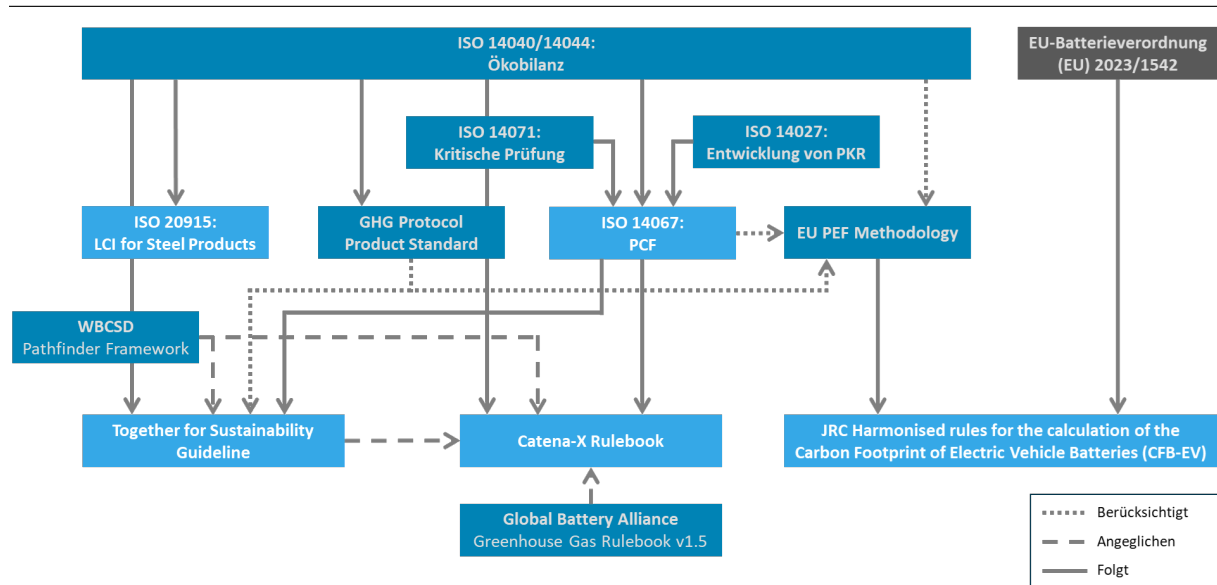 ISO 14040/14044:
Ökobilanz
EU-Batterieverordnung
(EU) 2023/1542
ISO 14071:
Kritische Prüfung
ISO 14027:
Entwicklung von PKR
ISO 20915:
LCI for Steel Products
GHG Protocol
Product Standard
ISO 14067:
PCF
EU PEF Methodology
WBCSD
Pathfinder Framework
Together for Sustainability
Guideline
Catena-X Rulebook
JRC Harmonised rules for the calculation of the
Carbon Footprint of Electric Vehicle Batteries (CFB-EV)
Global Battery Alliance
Greenhouse Gas Rulebook v1.5
Berücksichtigt
Angeglichen
Folgt